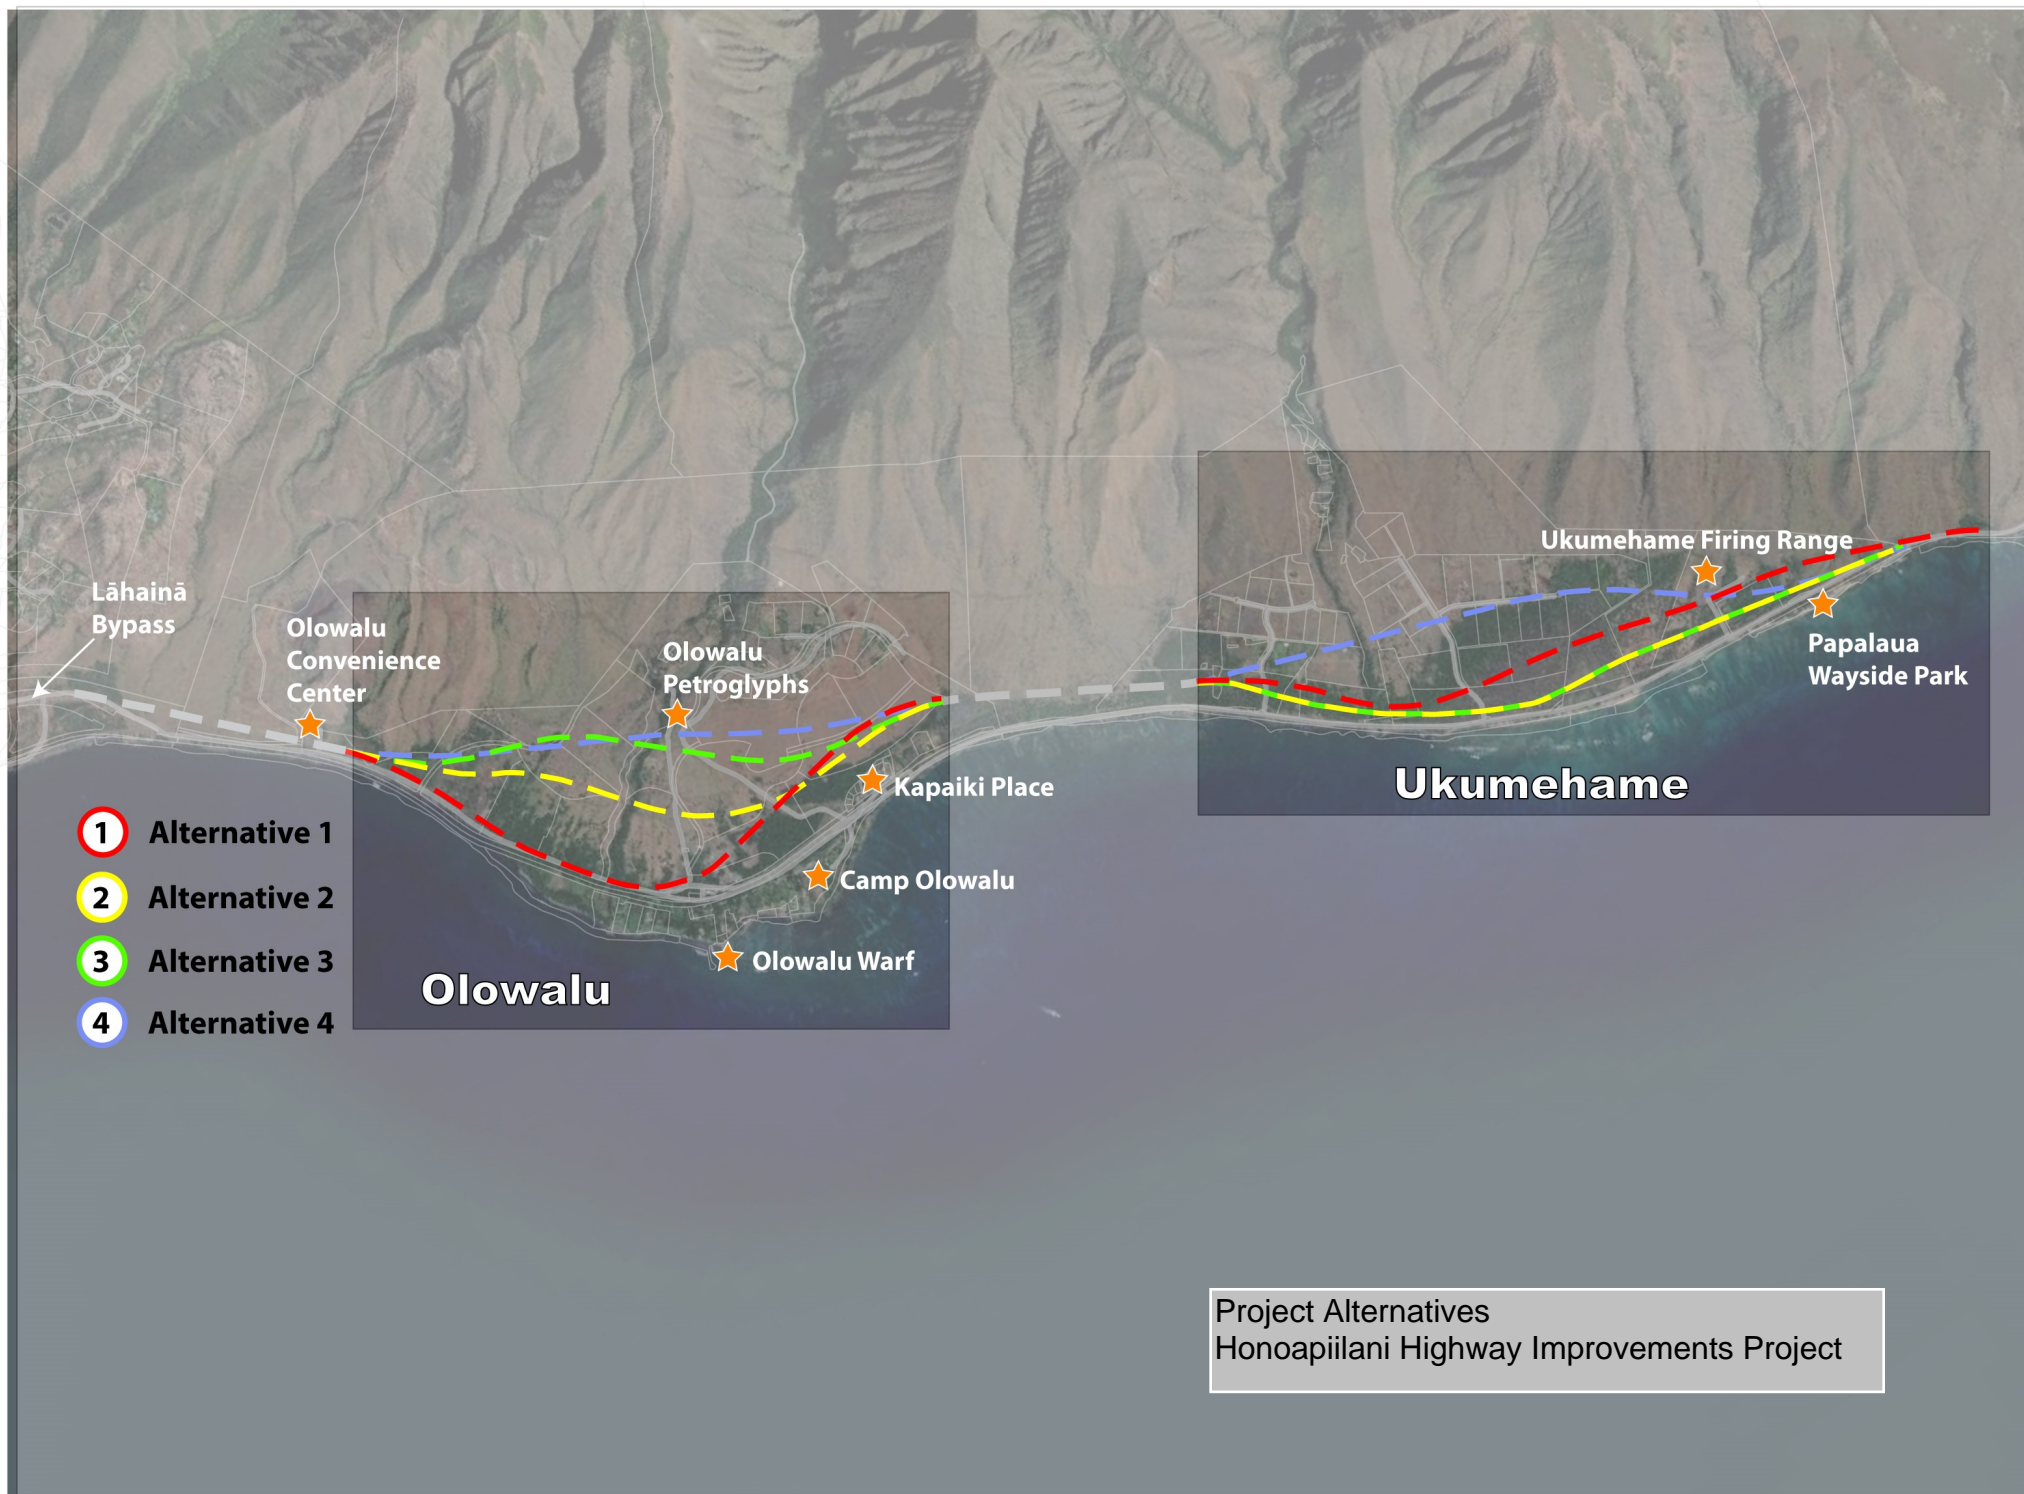 Lāhainā
Bypass
Olowalu
Convenience
Center
Olowalu
Petroglyphs
Ukumehame Firing Range
Papalaua
Wayside Park
Kapaiki Place
Camp Olowalu
Olowalu Warf
Olowalu
Ukumehame
1 Alternative 1
2 Alternative 2
3 Alternative 3
4 Alternative 4
Project Alternatives
Honoapiilani Highway Improvements Project